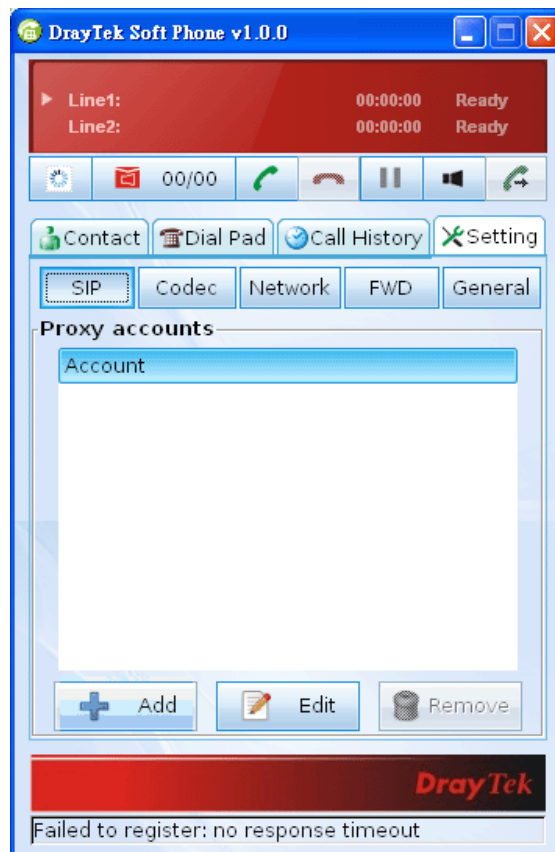 DrayTek Soft Phone v1.0.0
Line1: 00:00:00 Ready
Line2: 00:00:00 Ready
00/00
Contact Dial Pad Call History Setting
SIP Codec Network FWD General
Proxy accounts
Account
Add Edit Remove
DrayTek
Failed to register: no response timeout